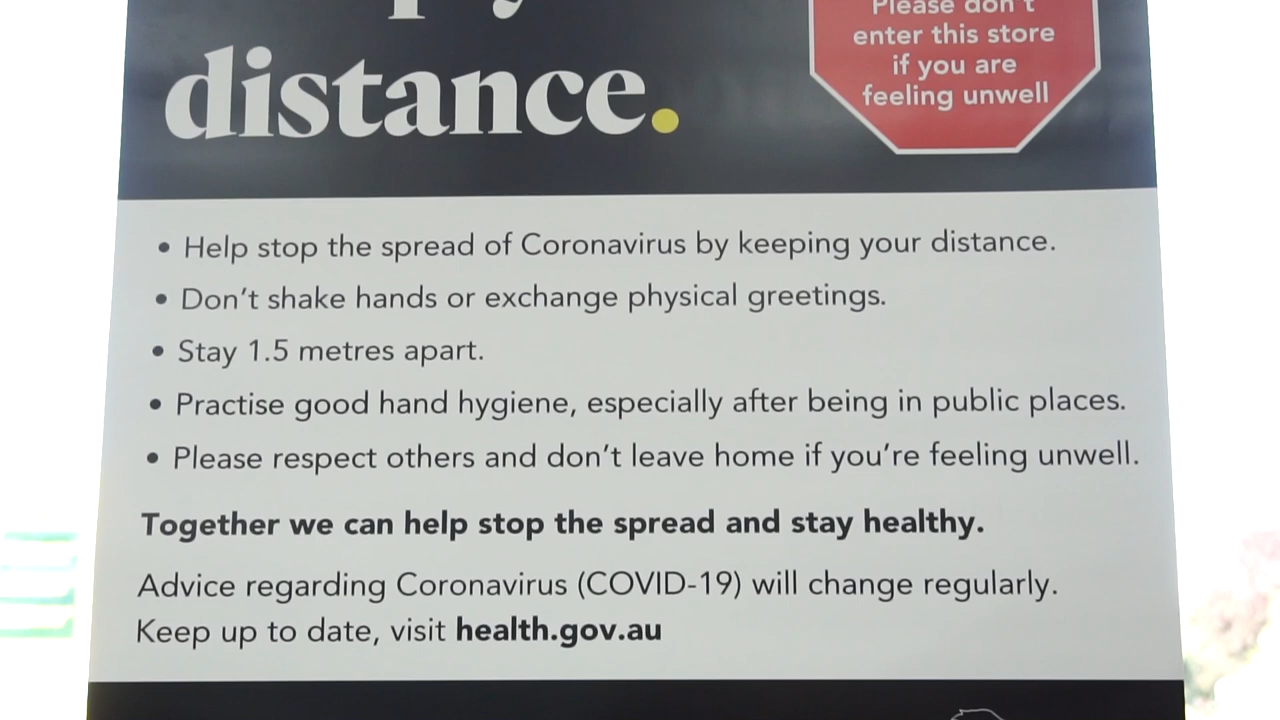 distance.
Please don't
enter this store
if you are
feeling unwell
• Help stop the spread of Coronavirus by keeping your distance.
• Don't shake hands or exchange physical greetings.
• Stay 1.5 metres apart.
• Practise good hand hygiene, especially after being in public places.
• Please respect others and don't leave home if you're feeling unwell.
Together we can help stop the spread and stay healthy.
Advice regarding Coronavirus (COVID-19) will change regularly.
Keep up to date, visit health.gov.au